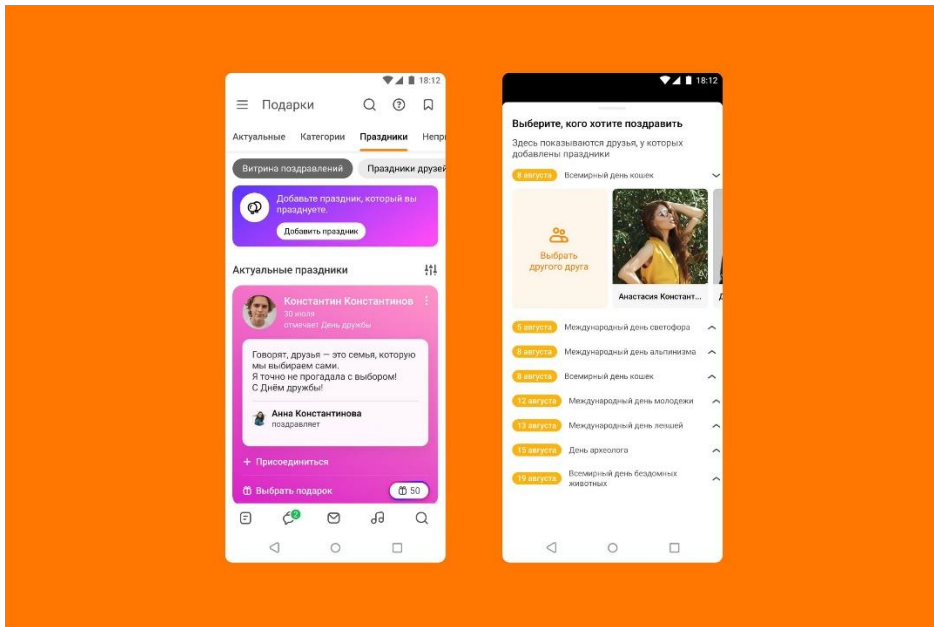 18:12
Подарки
Актуальные Категории Праздники Непр
Витрина поздравлений Праздники друзей
Добавьте праздник, который вы
празднуете.
Добавить праздник
Актуальные праздники
Константин Константинов
30 июля
отмечает День дружбы
Говорят, друзья — это семья, которую
мы выбираем сами.
Я точно не прогадала с выбором!
С Днём дружбы!
Анна Константинова
поздравляет
+ Присоединиться
Выбрать подарок 50
2
18:12
Выберите, кого хотите поздравить
Здесь показываются друзья, у которых
добавлены праздники
8 августа Всемирный день кошек
Выбрать
другого друга
Анастасия Констант...
5 августа Международный день светофора
8 августа Международный день альпинизма
8 августа Всемирный день кошек
12 августа Международный день молодежи
13 августа Международный день левшей
15 августа День археолога
19 августа Всемирный день бездомных
животных